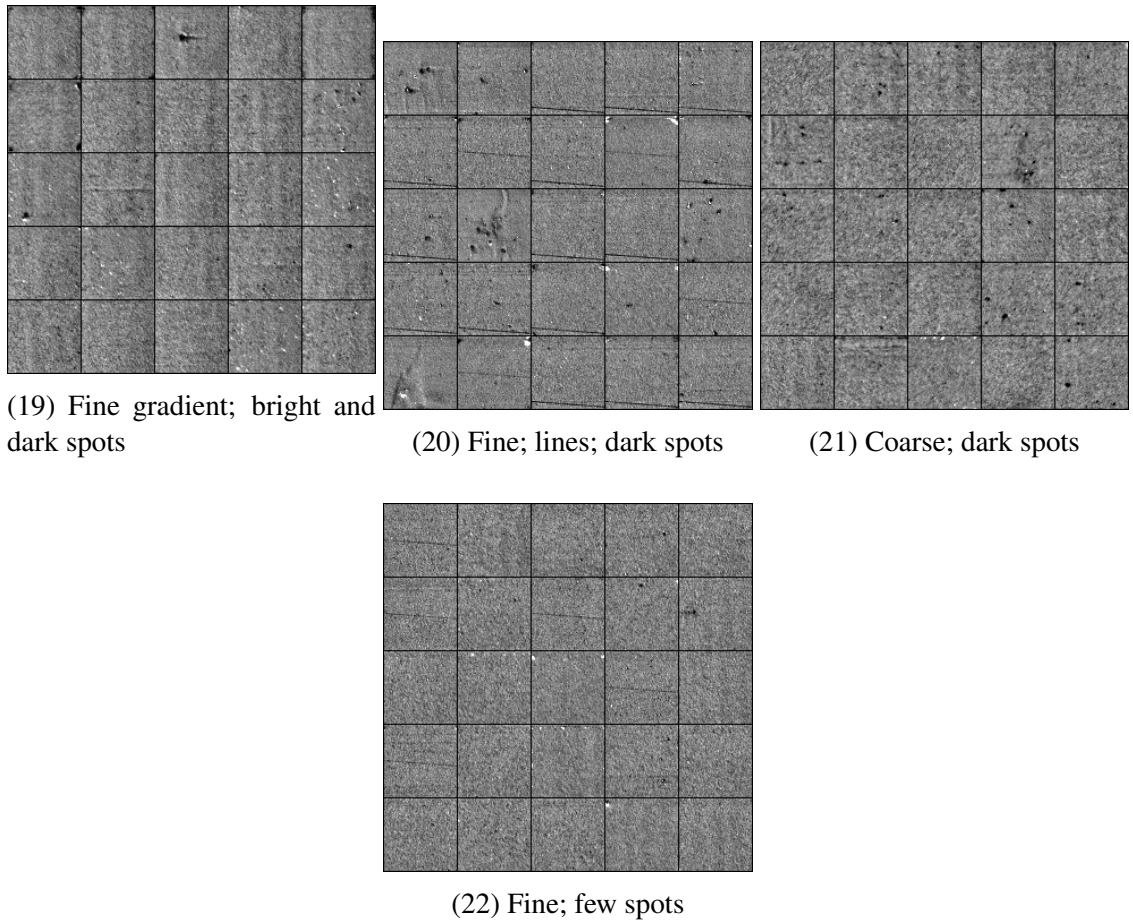 (19) Fine gradient; bright and
dark spots
(20) Fine; lines; dark spots
(21) Coarse; dark spots
(22) Fine; few spots